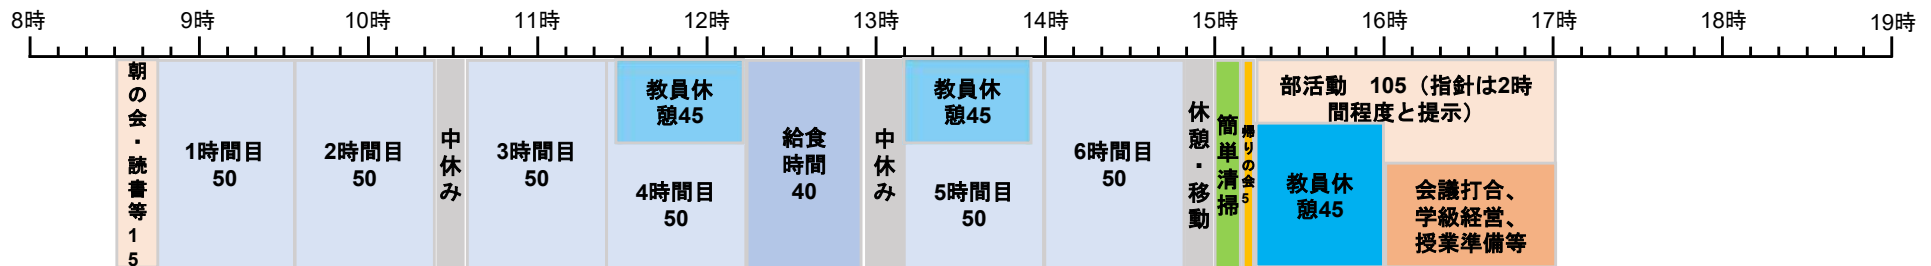 8時
9時
10時
11時
12時
13時
14時
15時
16時
17時
18時
19時
朝の会・読書等15
1時間目
50
2時間目
50
中休み
3時間目
50
教員休
憩45
4時間目
50
給食
時間
40
中休み
教員休
憩45
5時間目
50
6時間目
50
休憩・移動
簡単清掃
帰りの会5
部活動　105（指針は2時
間程度と提示）
教員休
憩45
会議打合、
学級経営、
授業準備等